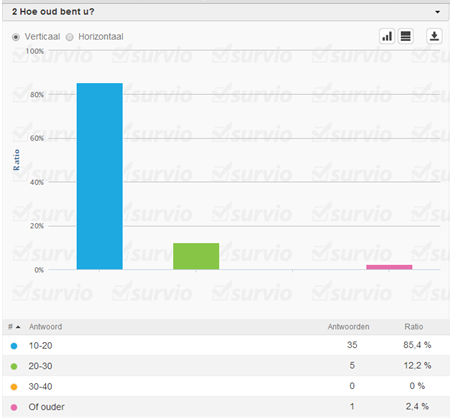 2 Hoe oud bent u?
Verticaal Horizontaal
100%
80%
60%
40%
20%
0%
Ratio
survio
# Antwoord Antwoorden Ratio
10-20 35 85,4 %
20-30 5 12,2 %
30-40 0 0 %
Of ouder 1 2,4 %